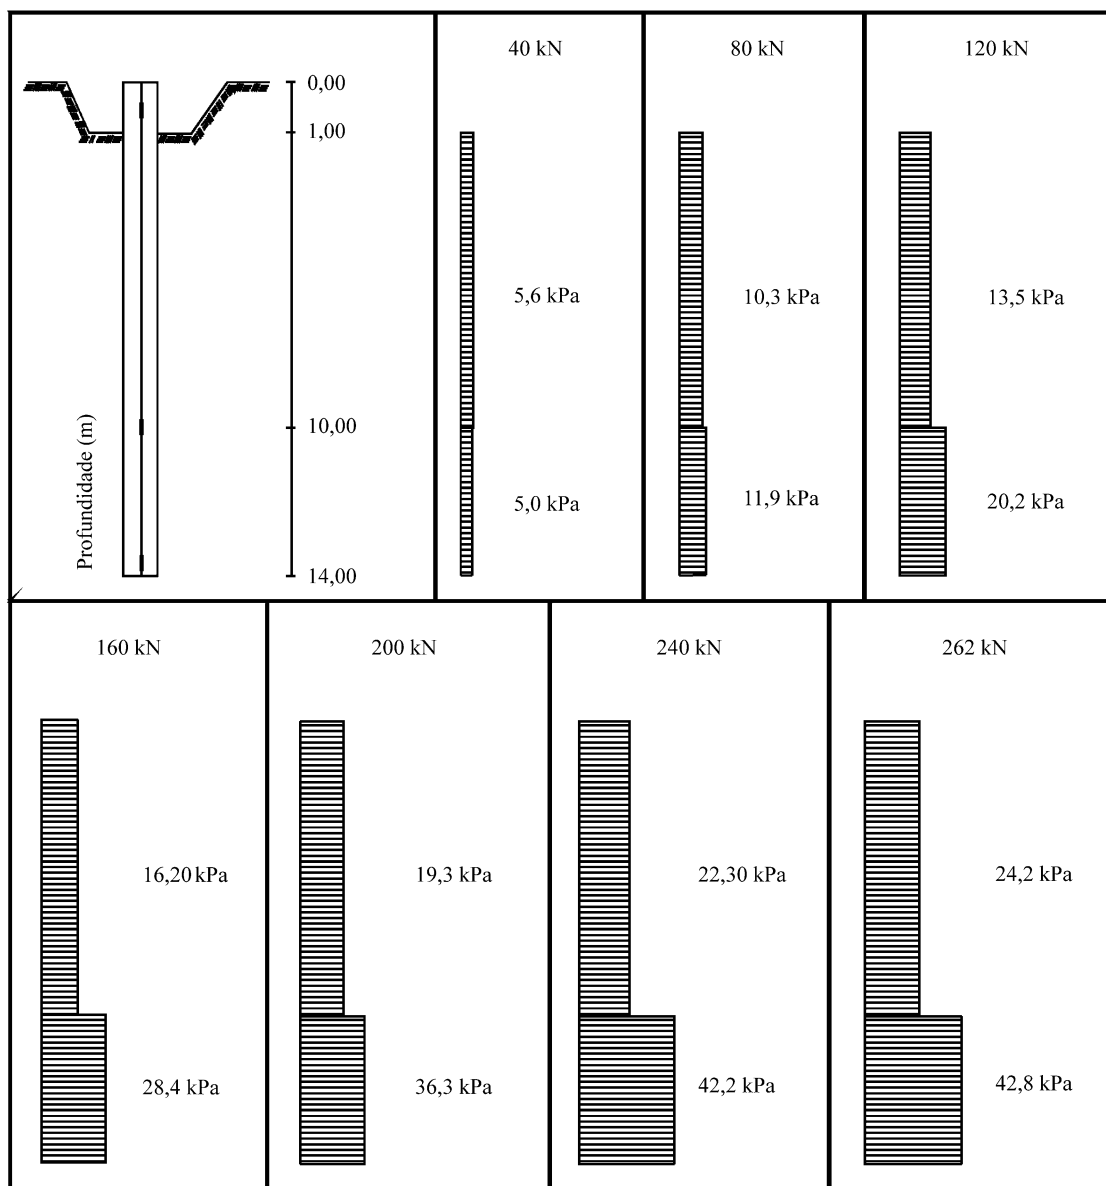 40 kN
80 kN
120 kN
0,00
1,00
10,00
14,00
Profundidade (m)
5,6 kPa
10,3 kPa
13,5 kPa
5,0 kPa
11,9 kPa
20,2 kPa
160 kN
200 kN
240 kN
262 kN
16,20 kPa
19,3 kPa
22,30 kPa
24,2 kPa
28,4 kPa
36,3 kPa
42,2 kPa
42,8 kPa